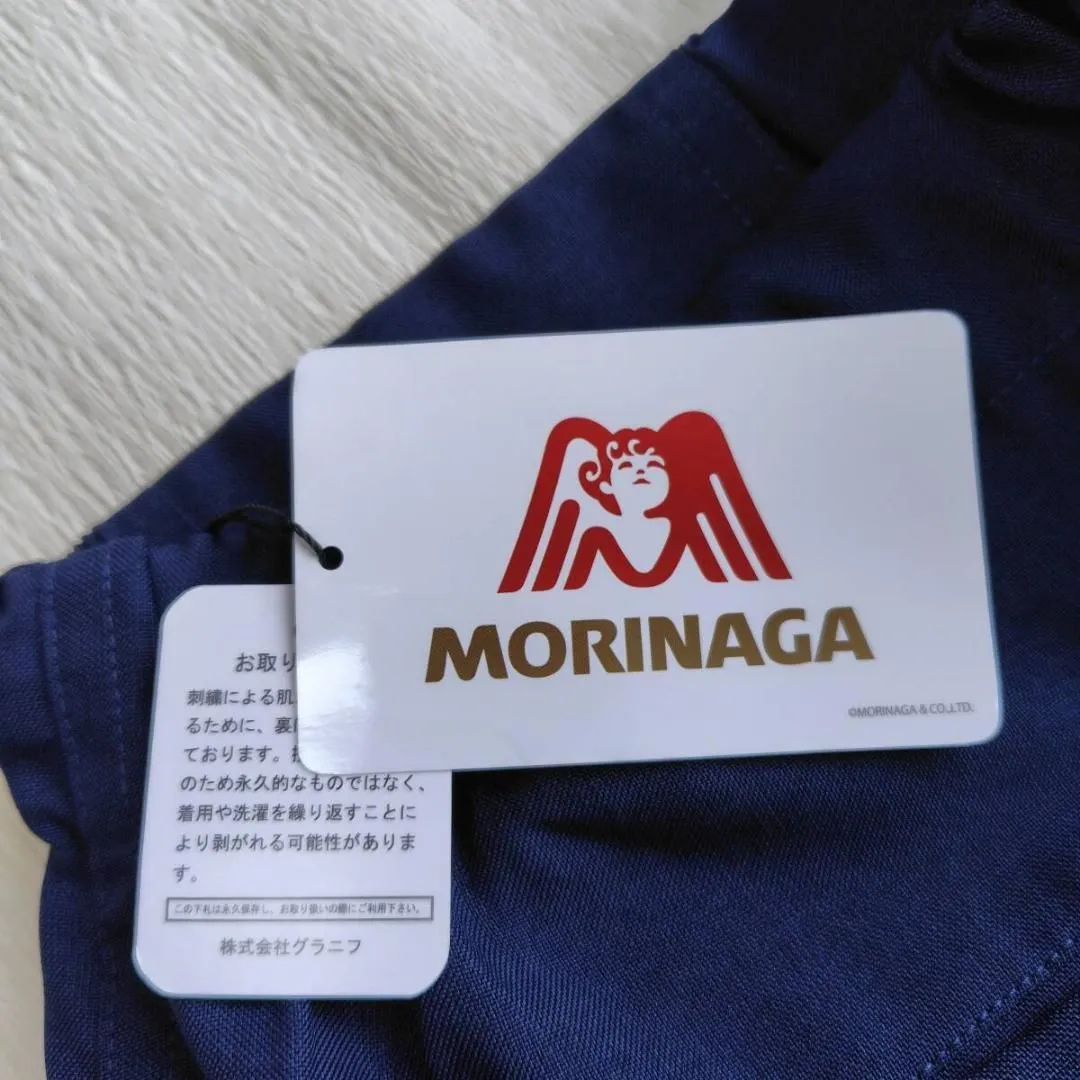 MORINAGA
©MORINAGA & CO.,LTD.
お取り
刺繍による肌
るために、裏
ております。
のため永久的なものではなく、
着用や洗濯を繰り返すことに
より剥がれる可能性がありま
す。
この下札は永久保存し、お取り扱いの際にご利用下さい。
株式会社グラニフ